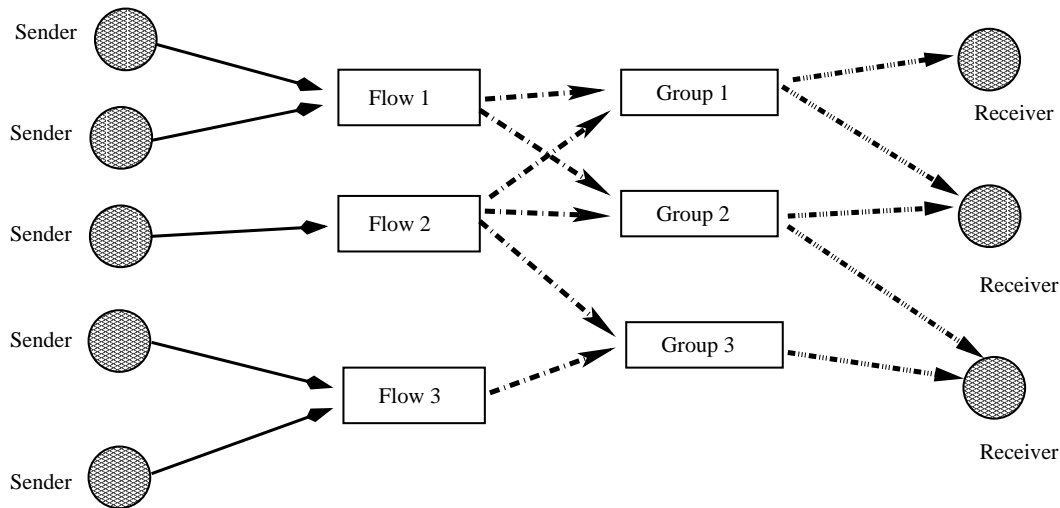 Sender
Sender
Sender
Sender
Sender
Flow 1
Flow 2
Flow 3
Group 1
Group 2
Group 3
Receiver
Receiver
Receiver